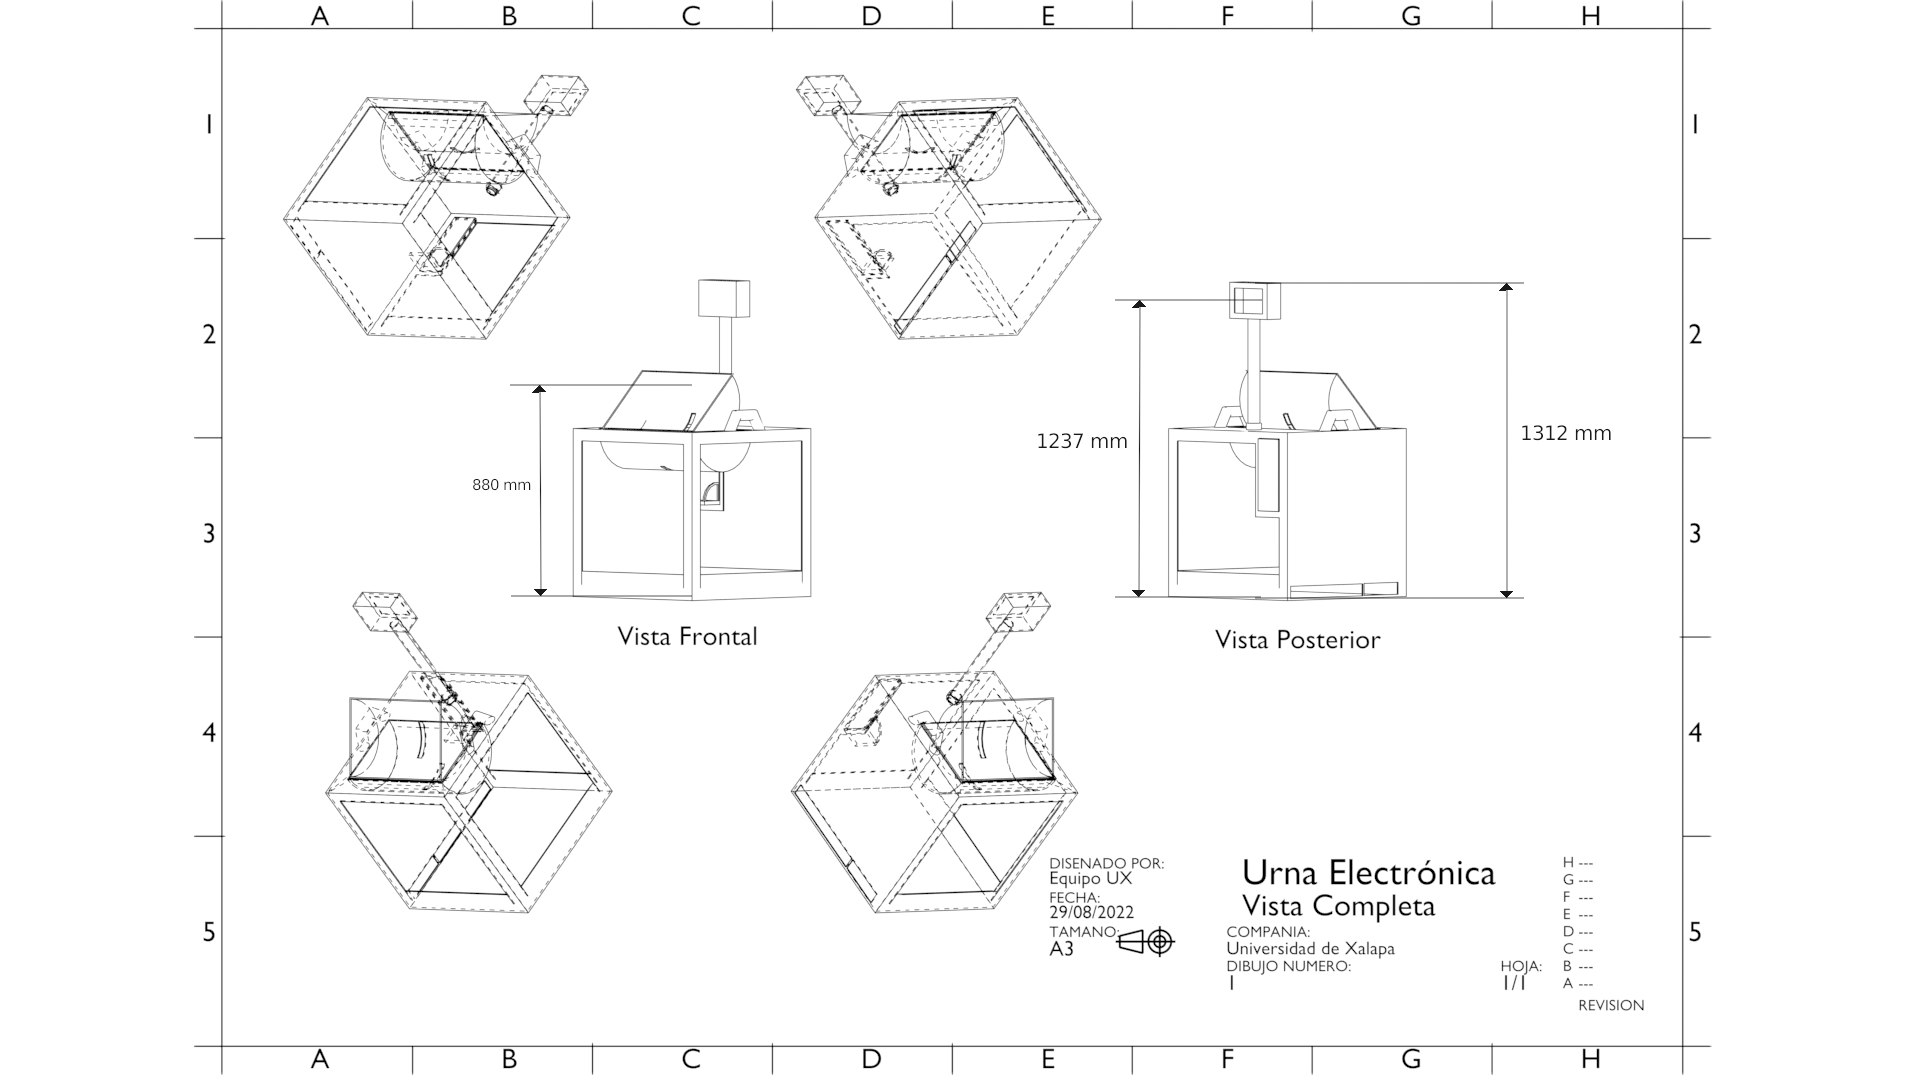 A B C D E F G H
1 1
2 2
1237 mm
1312 mm
880 mm
3 3
Vista Frontal
Vista Posterior
4 4
DISENADO POR:
Equipo UX
FECHA:
29/08/2022
TAMANO:
A3
Urna Electrónica
Vista Completa
COMPANIA:
Universidad de Xalapa
DIBUJO NUMERO:
1
HOJA:
1/1
H ---
G ---
F ---
E ---
D ---
C ---
B ---
A ---
REVISION
5 5
A B C D E F G H